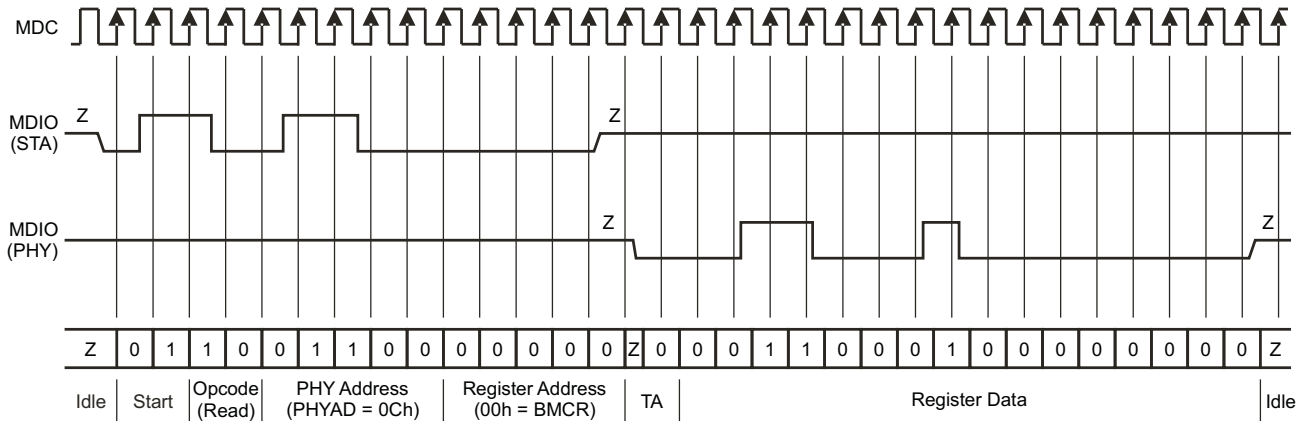 MDC
Z
Z
MDIO
(STA)
Z
Z
MDIO
(PHY)
Z 0 1 1 0 0 1 1 0 0 0 0 0 0 0 Z 0 0 0 1 1 0 0 0 1 0 0 0 0 0 0 0 0 Z
Idle Start Opcode (Read) PHY Address (PHYAD = 0Ch) Register Address (00h = BMCR) TA Register Data Idle